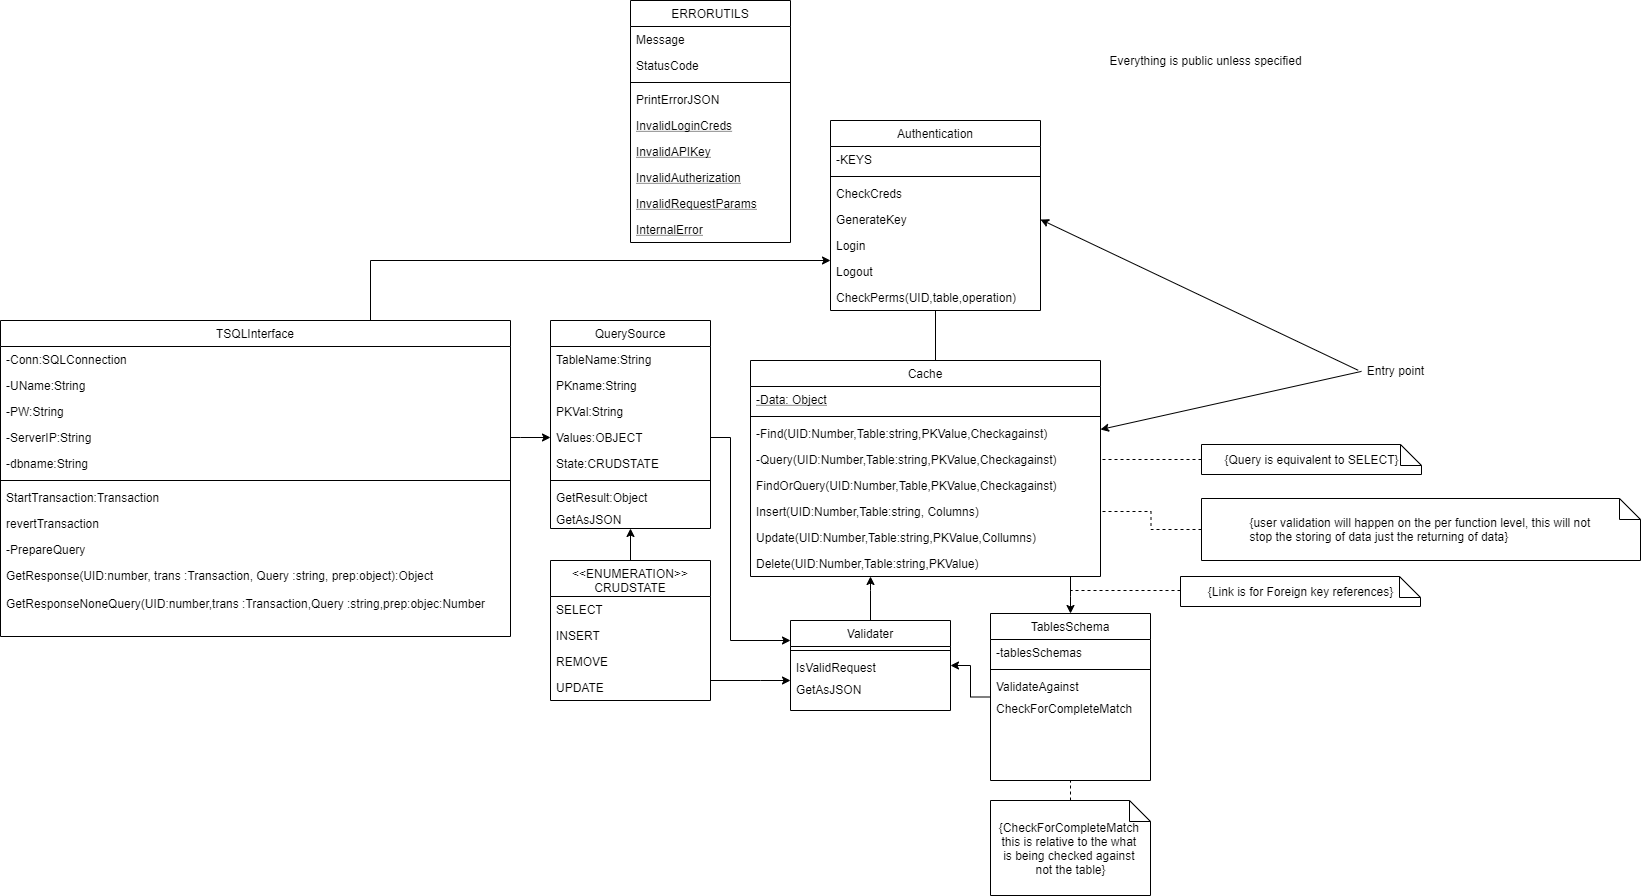 ERRORUTILS
Message
StatusCode
PrintErrorJSON
InvalidLoginCreds
InvalidAPIKey
InvalidAutherization
InvalidRequestParams
InternalError
Everything is public unless specified
Authentication
-KEYS
CheckCreds
GenerateKey
Login
Logout
CheckPerms(UID,table,operation)
TSQLInterface
-Conn:SQLConnection
-UName:String
-PW:String
-ServerIP:String
-dbname:String
StartTransaction:Transaction
revertTransaction
-PrepareQuery
GetResponse(UID:number, trans :Transaction, Query :string, prep:object):Object
GetResponseNoneQuery(UID:number,trans :Transaction,Query :string,prep:objec:Number
QuerySource
TableName:String
PKname:String
PKVal:String
Values:OBJECT
State:CRUDSTATE
GetResult:Object
GetAsJSON
<<ENUMERATION>>
CRUDSTATE
SELECT
INSERT
REMOVE
UPDATE
Cache
-Data: Object
-Find(UID:Number,Table:string,PKValue,Checkagainst)
-Query(UID:Number,Table:string,PKValue,Checkagainst)
FindOrQuery(UID:Number,Table,PKValue,Checkagainst)
Insert(UID:Number,Table:string, Columns)
Update(UID:Number,Table:string,PKValue,Collumns)
Delete(UID:Number,Table:string,PKValue)
Entry point
{Query is equivalent to SELECT}
{user validation will happen on the per function level, this will not
stop the storing of data just the returning of data}
{Link is for Foreign key references}
Validater
IsValidRequest
GetAsJSON
TablesSchema
-tablesSchemas
ValidateAgainst
CheckForCompleteMatch
{CheckForCompleteMatch
this is relative to the what
is being checked against
not the table}